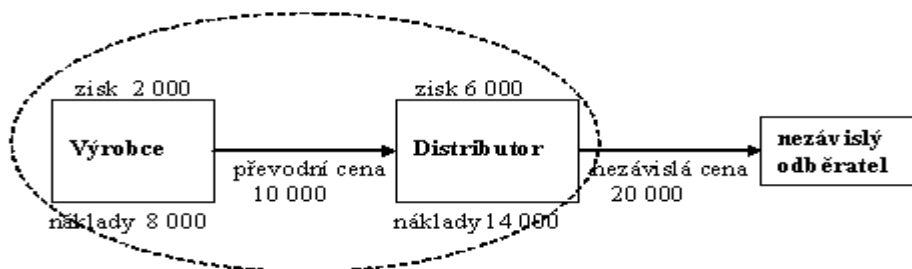 zisk 2 000
zisk 6 000
Výrobce
Distributor
nezávislý
odběratel
převodní cena
10 000
nezávislá cena
20 000
náklady 8 000
náklady 14 000